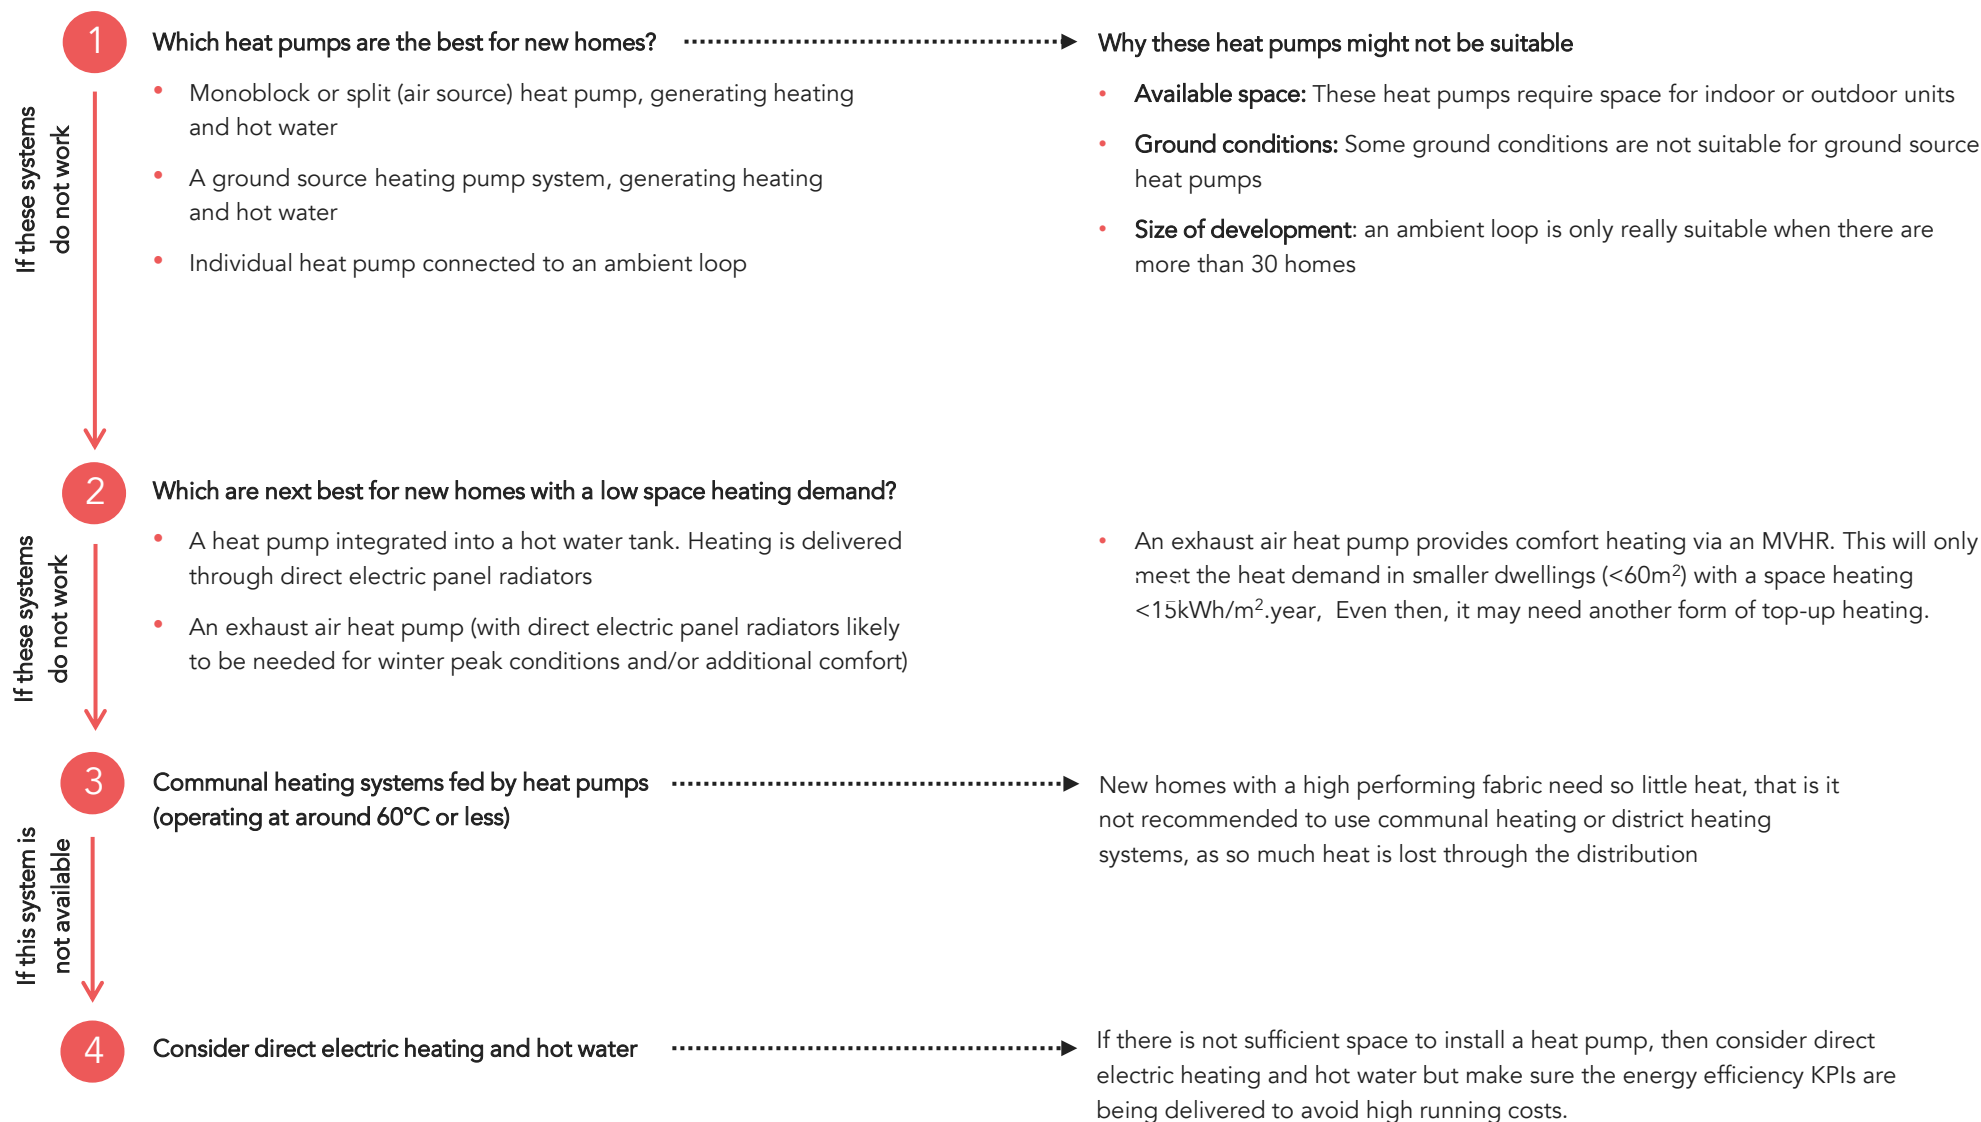 1
Which heat pumps are the best for new homes?
Why these heat pumps might not be suitable
If these systems
do not work
• Monoblock or split (air source) heat pump, generating heating
and hot water
• A ground source heating pump system, generating heating
and hot water
• Individual heat pump connected to an ambient loop
• Available space: These heat pumps require space for indoor or outdoor units
• Ground conditions: Some ground conditions are not suitable for ground source
heat pumps
• Size of development: an ambient loop is only really suitable when there are
more than 30 homes
2
Which are next best for new homes with a low space heating demand?
If these systems
do not work
• A heat pump integrated into a hot water tank. Heating is delivered
through direct electric panel radiators
• An exhaust air heat pump (with direct electric panel radiators likely
to be needed for winter peak conditions and/or additional comfort)
• An exhaust air heat pump provides comfort heating via an MVHR. This will only
meet the heat demand in smaller dwellings (<60m²) with a space heating
<15kWh/m².year, Even then, it may need another form of top-up heating.
3
Communal heating systems fed by heat pumps
(operating at around 60°C or less)
If this system is
not available
New homes with a high performing fabric need so little heat, that is it
not recommended to use communal heating or district heating
systems, as so much heat is lost through the distribution
4
Consider direct electric heating and hot water
If there is not sufficient space to install a heat pump, then consider direct
electric heating and hot water but make sure the energy efficiency KPIs are
being delivered to avoid high running costs.